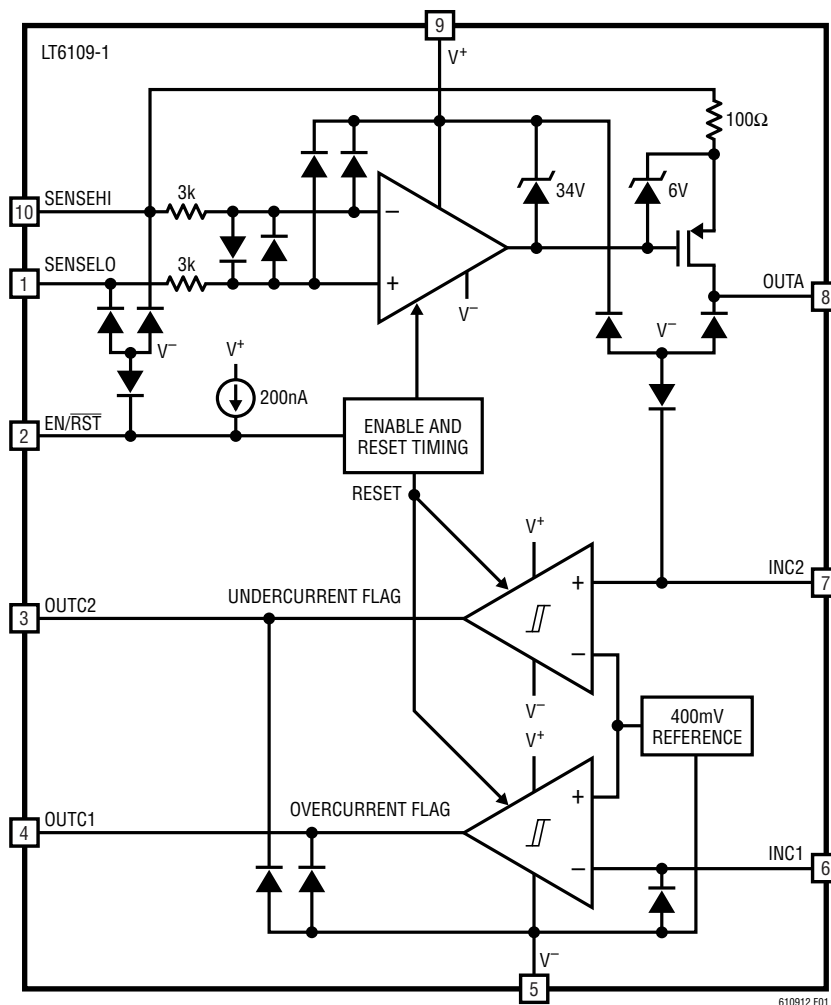 9
LT6109-1
V+
100Ω
34V
6V
3k
10
SENSEHI
−
3k
1
SENSELO
+
V−
OUTA
8
V−
V−
V+
200nA
2
EN/RST
ENABLE AND
RESET TIMING
RESET
V+
INC2
7
+
UNDERCURRENT FLAG
3
OUTC2
−
V−
400mV
REFERENCE
V+
+
OVERCURRENT FLAG
4
OUTC1
INC1
6
−
V−
5
610912 F01